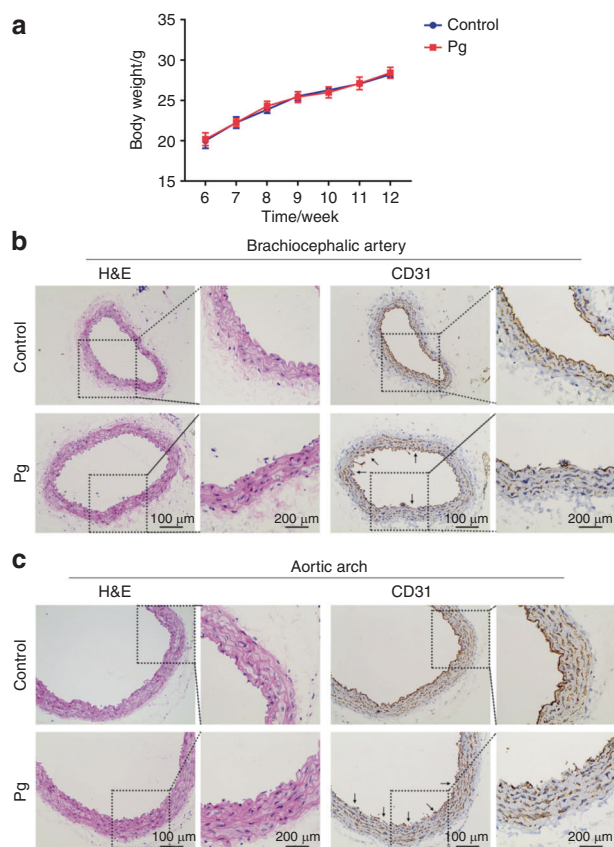 a
35
30
25
20
15
Body weight/g
6 7 8 9 10 11 12
Time/week
Control
Pg
b
Brachiocephalic artery
H&E CD31
Control
Pg
100 μm 200 μm 100 μm 200 μm
c
Aortic arch
H&E CD31
Control
Pg
100 μm 200 μm 100 μm 200 μm